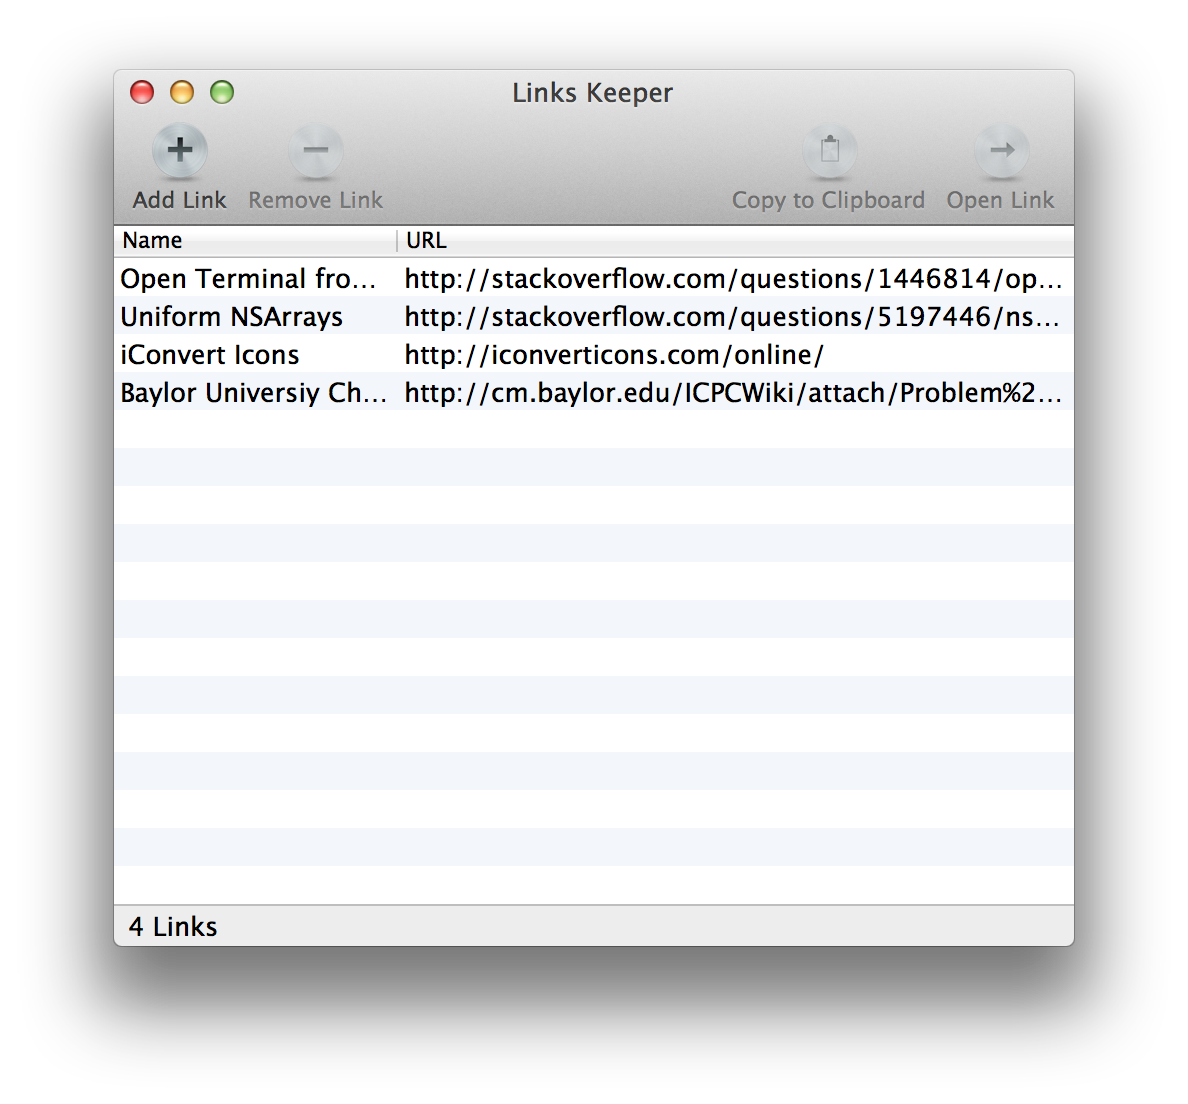 Links Keeper
Add Link Remove Link Copy to Clipboard Open Link
Name URL
Open Terminal fro... http://stackoverflow.com/questions/1446814/op...
Uniform NSArrays http://stackoverflow.com/questions/5197446/ns...
iConvert Icons http://iconverticons.com/online/
Baylor Universiy Ch... http://cm.baylor.edu/ICPCWiki/attach/Problem%2...
4 Links